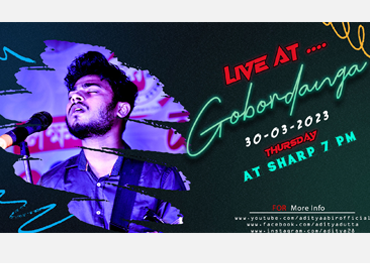 LIVE AT ....
Gobordanga
30-03-2023
THURSDAY
AT SHARP 7 PM
FOR More Info
www.youtube.com/adityaabirofficial
www.facebook.com/adityadutta
www.instagram.com/aditya28